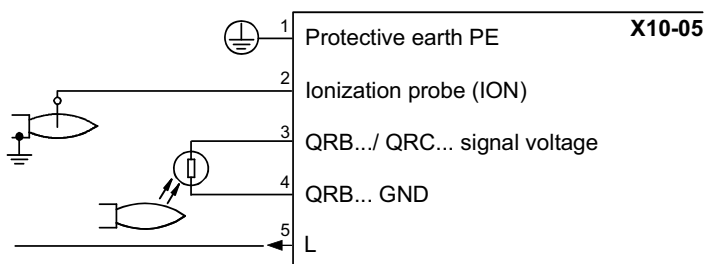 X10-05
1 Protective earth PE
2 Ionization probe (ION)
3 QRB.../ QRC... signal voltage
4 QRB... GND
5 L